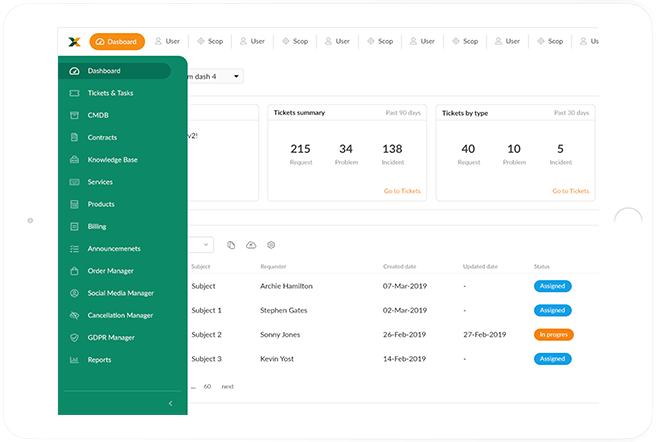 Dasboard User Scop User Scop User Scop User Scop User Scop Us
Dashboard
Tickets & Tasks
CMDB
Contracts
Knowledge Base
Services
Products
Billing
Announcemenets
Order Manager
Social Media Manager
Cancellation Manager
GDPR Manager
Reports
m dash 4
v2!
Tickets summary Past 90 days
215 34 138
Request Problem Incident
Go to Tickets
Tickets by type Past 30 days
40 10 5
Request Problem Incident
Go to Tickets
Subject Requester Created date Updated date Status
Subject Archie Hamilton 07-Mar-2019 - Assigned
Subject 1 Stephen Gates 02-Mar-2019 - Assigned
Subject 2 Sonny Jones 26-Feb-2019 27-Feb-2019 In progres
Subject 3 Kevin Yost 14-Feb-2019 - Assigned
... 60 next